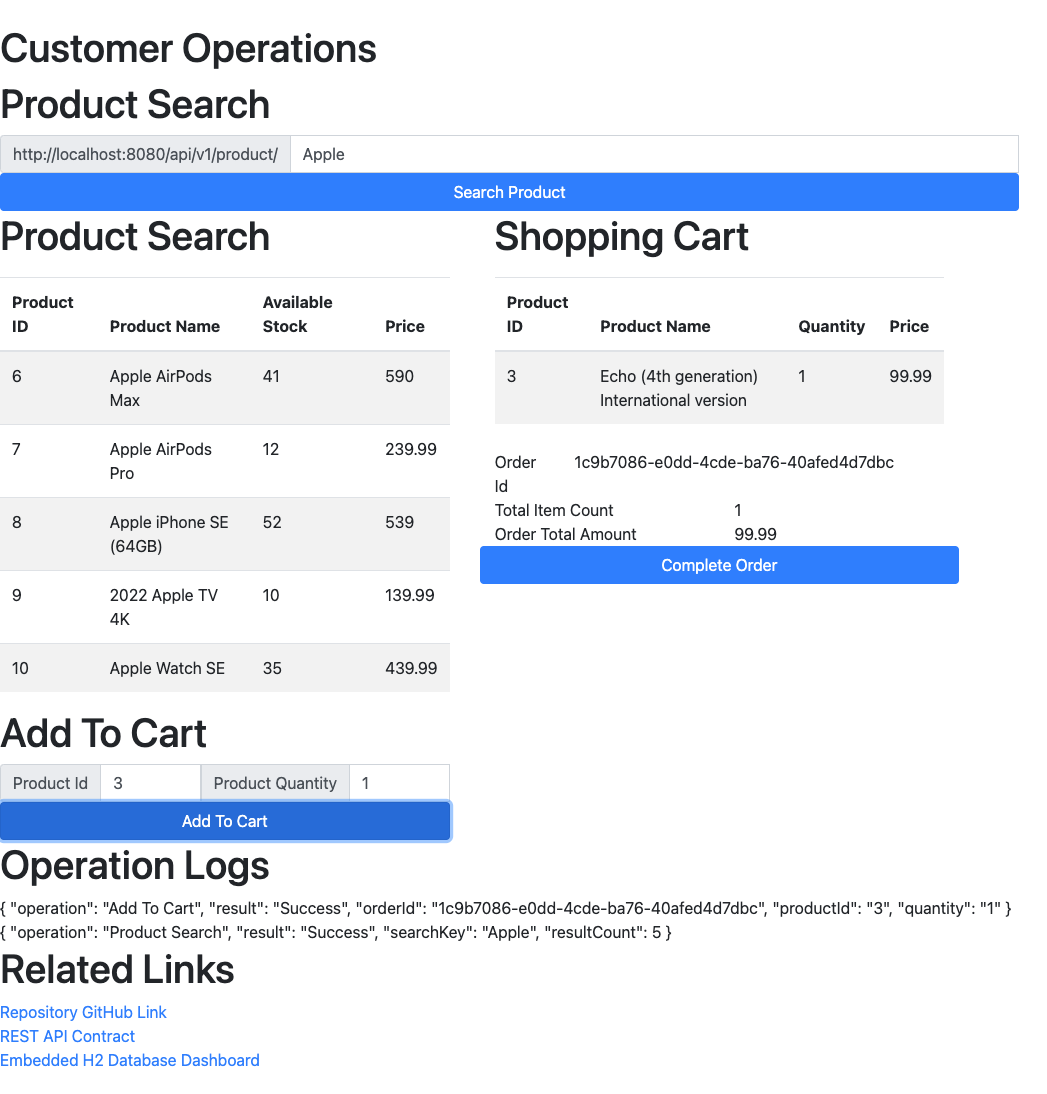 Customer Operations
Product Search
http://localhost:8080/api/v1/product/ Apple
Search Product
Product Search
Product
ID
Product Name
Available
Stock
Price
6
Apple AirPods
Max
41
590
7
Apple AirPods
Pro
12
239.99
8
Apple iPhone SE
(64GB)
52
539
9
2022 Apple TV
4K
10
139.99
10
Apple Watch SE
35
439.99
Shopping Cart
Product
ID
Product Name
Quantity
Price
3
Echo (4th generation)
International version
1
99.99
Order
Id
1c9b7086-e0dd-4cde-ba76-40afed4d7dbc
Total Item Count 1
Order Total Amount 99.99
Complete Order
Add To Cart
Product Id 3 Product Quantity 1
Add To Cart
Operation Logs
{ "operation": "Add To Cart", "result": "Success", "orderId": "1c9b7086-e0dd-4cde-ba76-40afed4d7dbc", "productId": "3", "quantity": "1" }
{ "operation": "Product Search", "result": "Success", "searchKey": "Apple", "resultCount": 5 }
Related Links
Repository GitHub Link
REST API Contract
Embedded H2 Database Dashboard